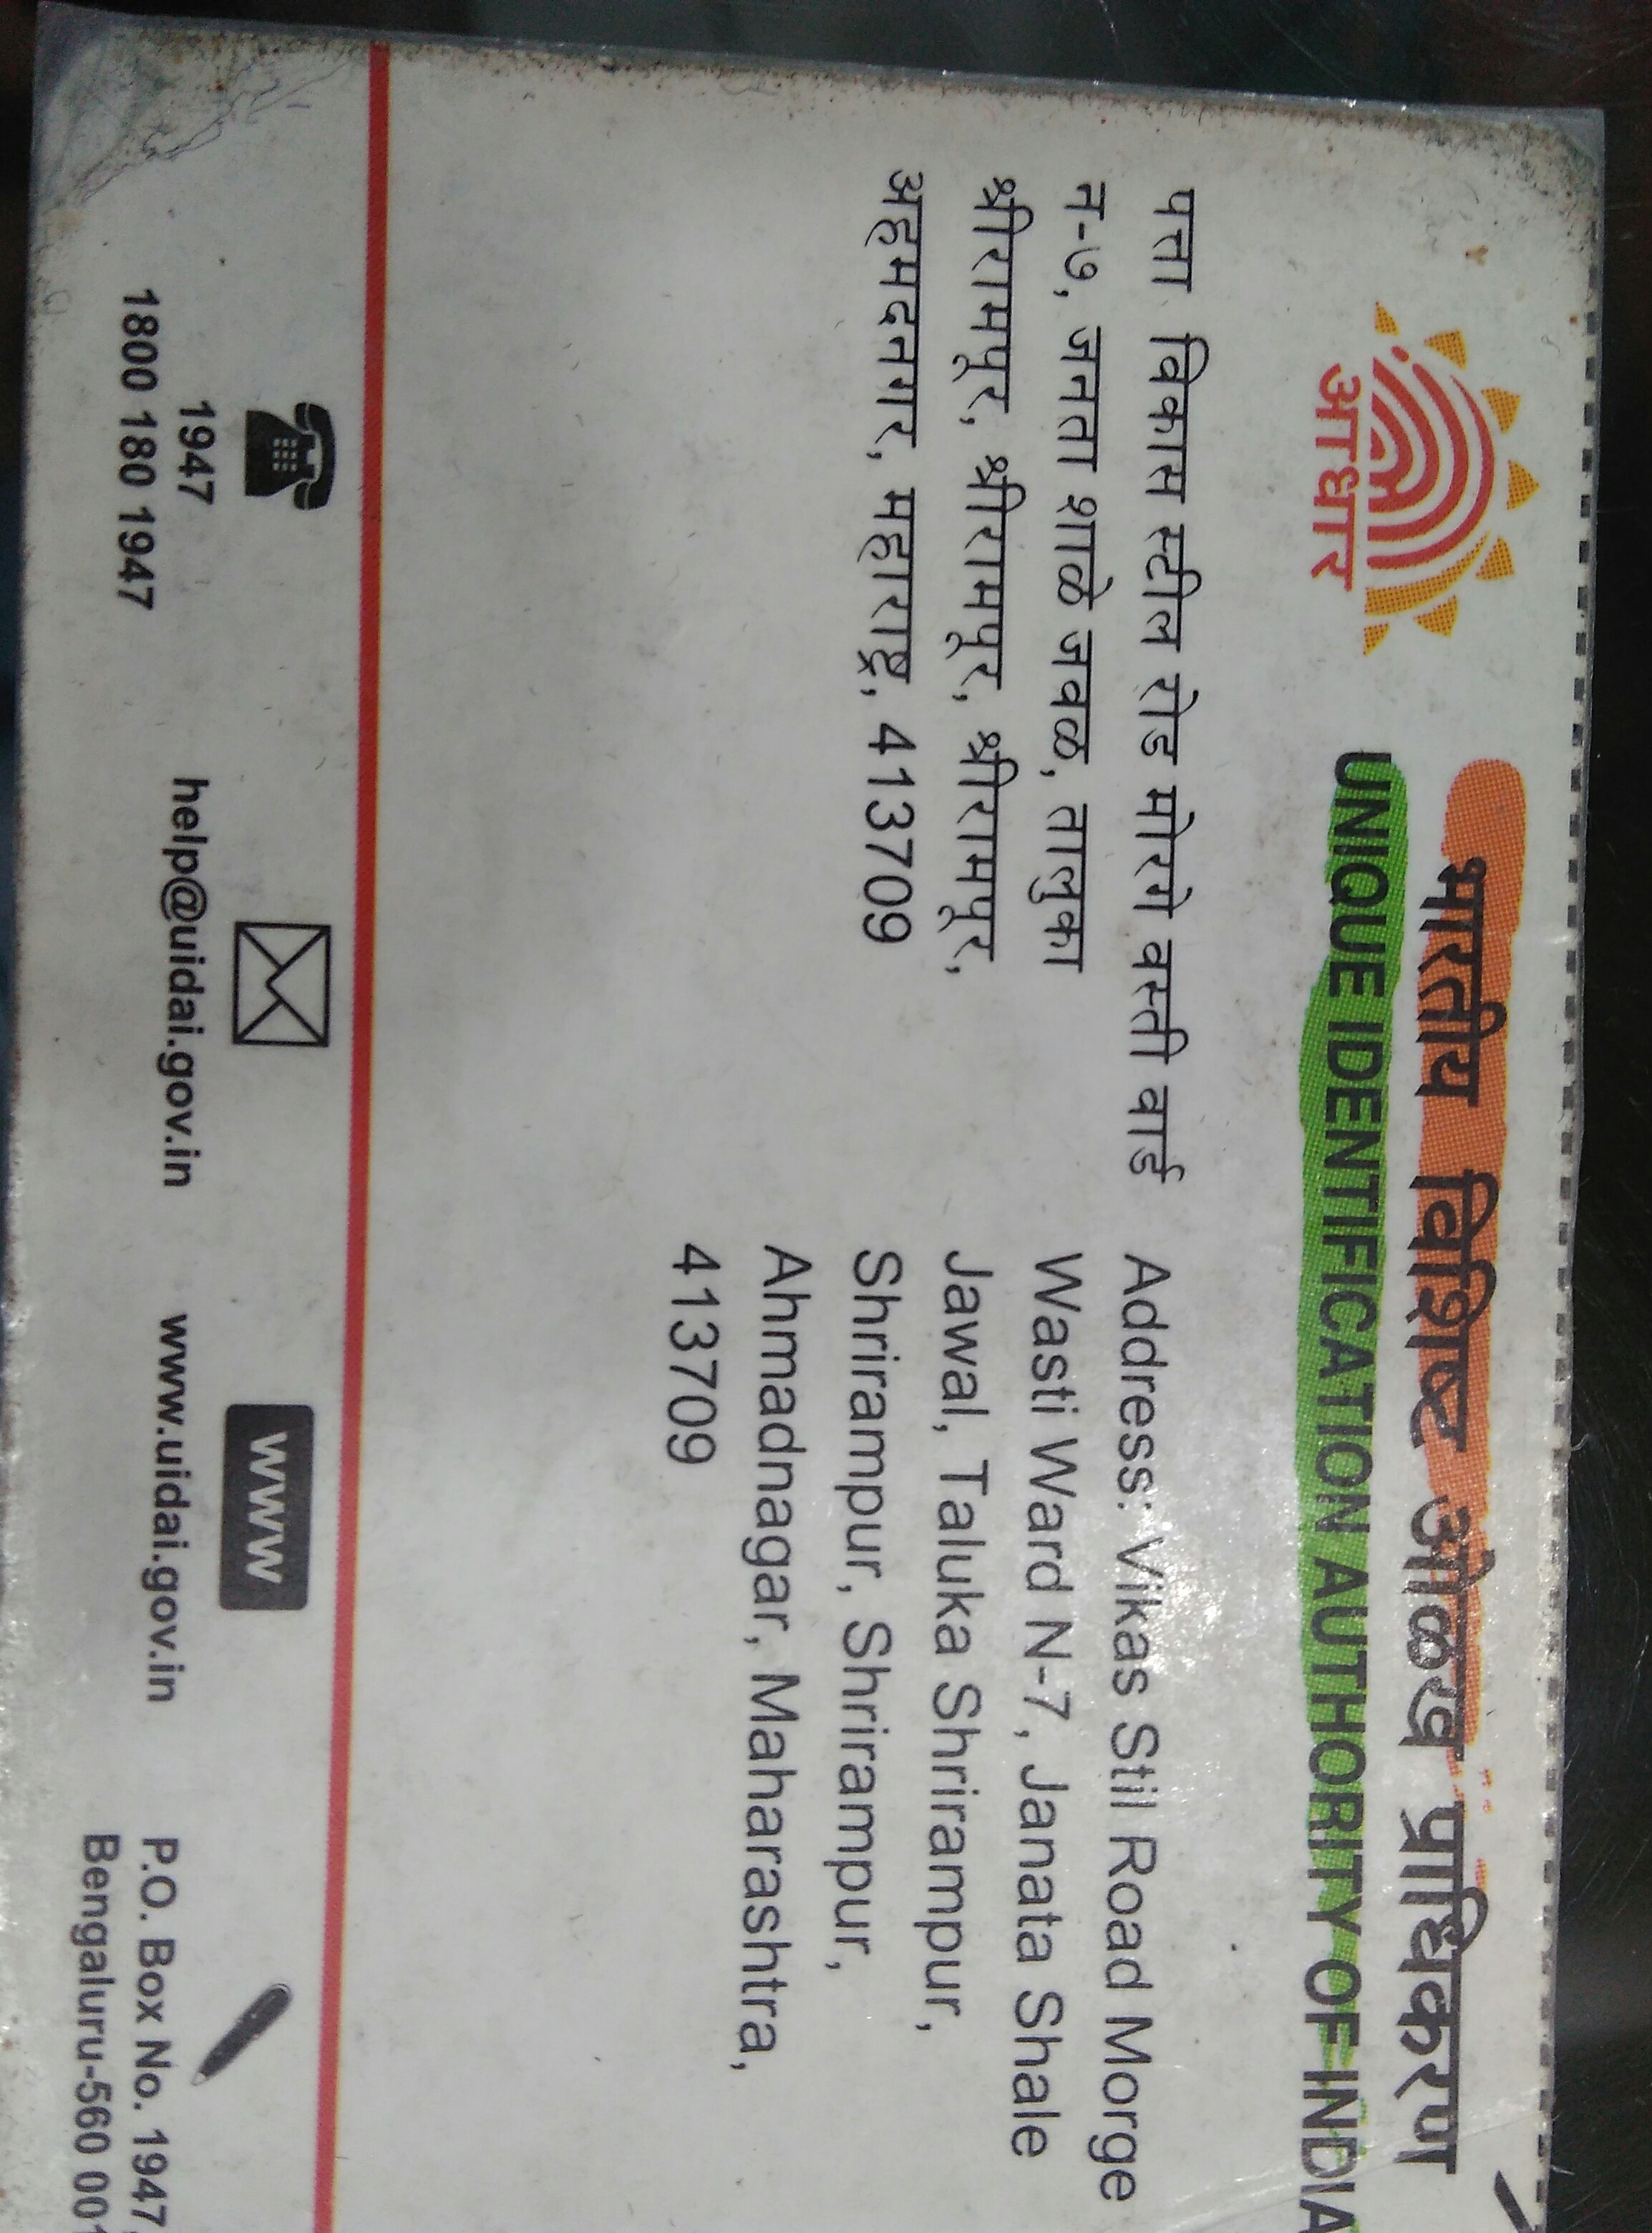 भारतीय विशिष्ट ओळख प्राधिकरण
UNIQUE IDENTIFICATION AUTHORITY OF INDIA
आधार
पत्ता विकास स्टील रोड मोरगे वस्ती वार्ड
न-७, जनता शाळे जवळ, तालुका
श्रीरामपूर, श्रीरामपूर, श्रीरामपूर,
अहमदनगर, महाराष्ट्र, 413709
Address: Vikas Stil Road Morge
Wasti Ward N-7, Janata Shale
Jawal, Taluka Shrirampur,
Shrirampur, Shrirampur,
Ahmadnagar, Maharashtra,
413709
1947
1800 180 1947
help@uidai.gov.in
www
www.uidai.gov.in
P.O. Box No. 1947,
Bengaluru-560 001